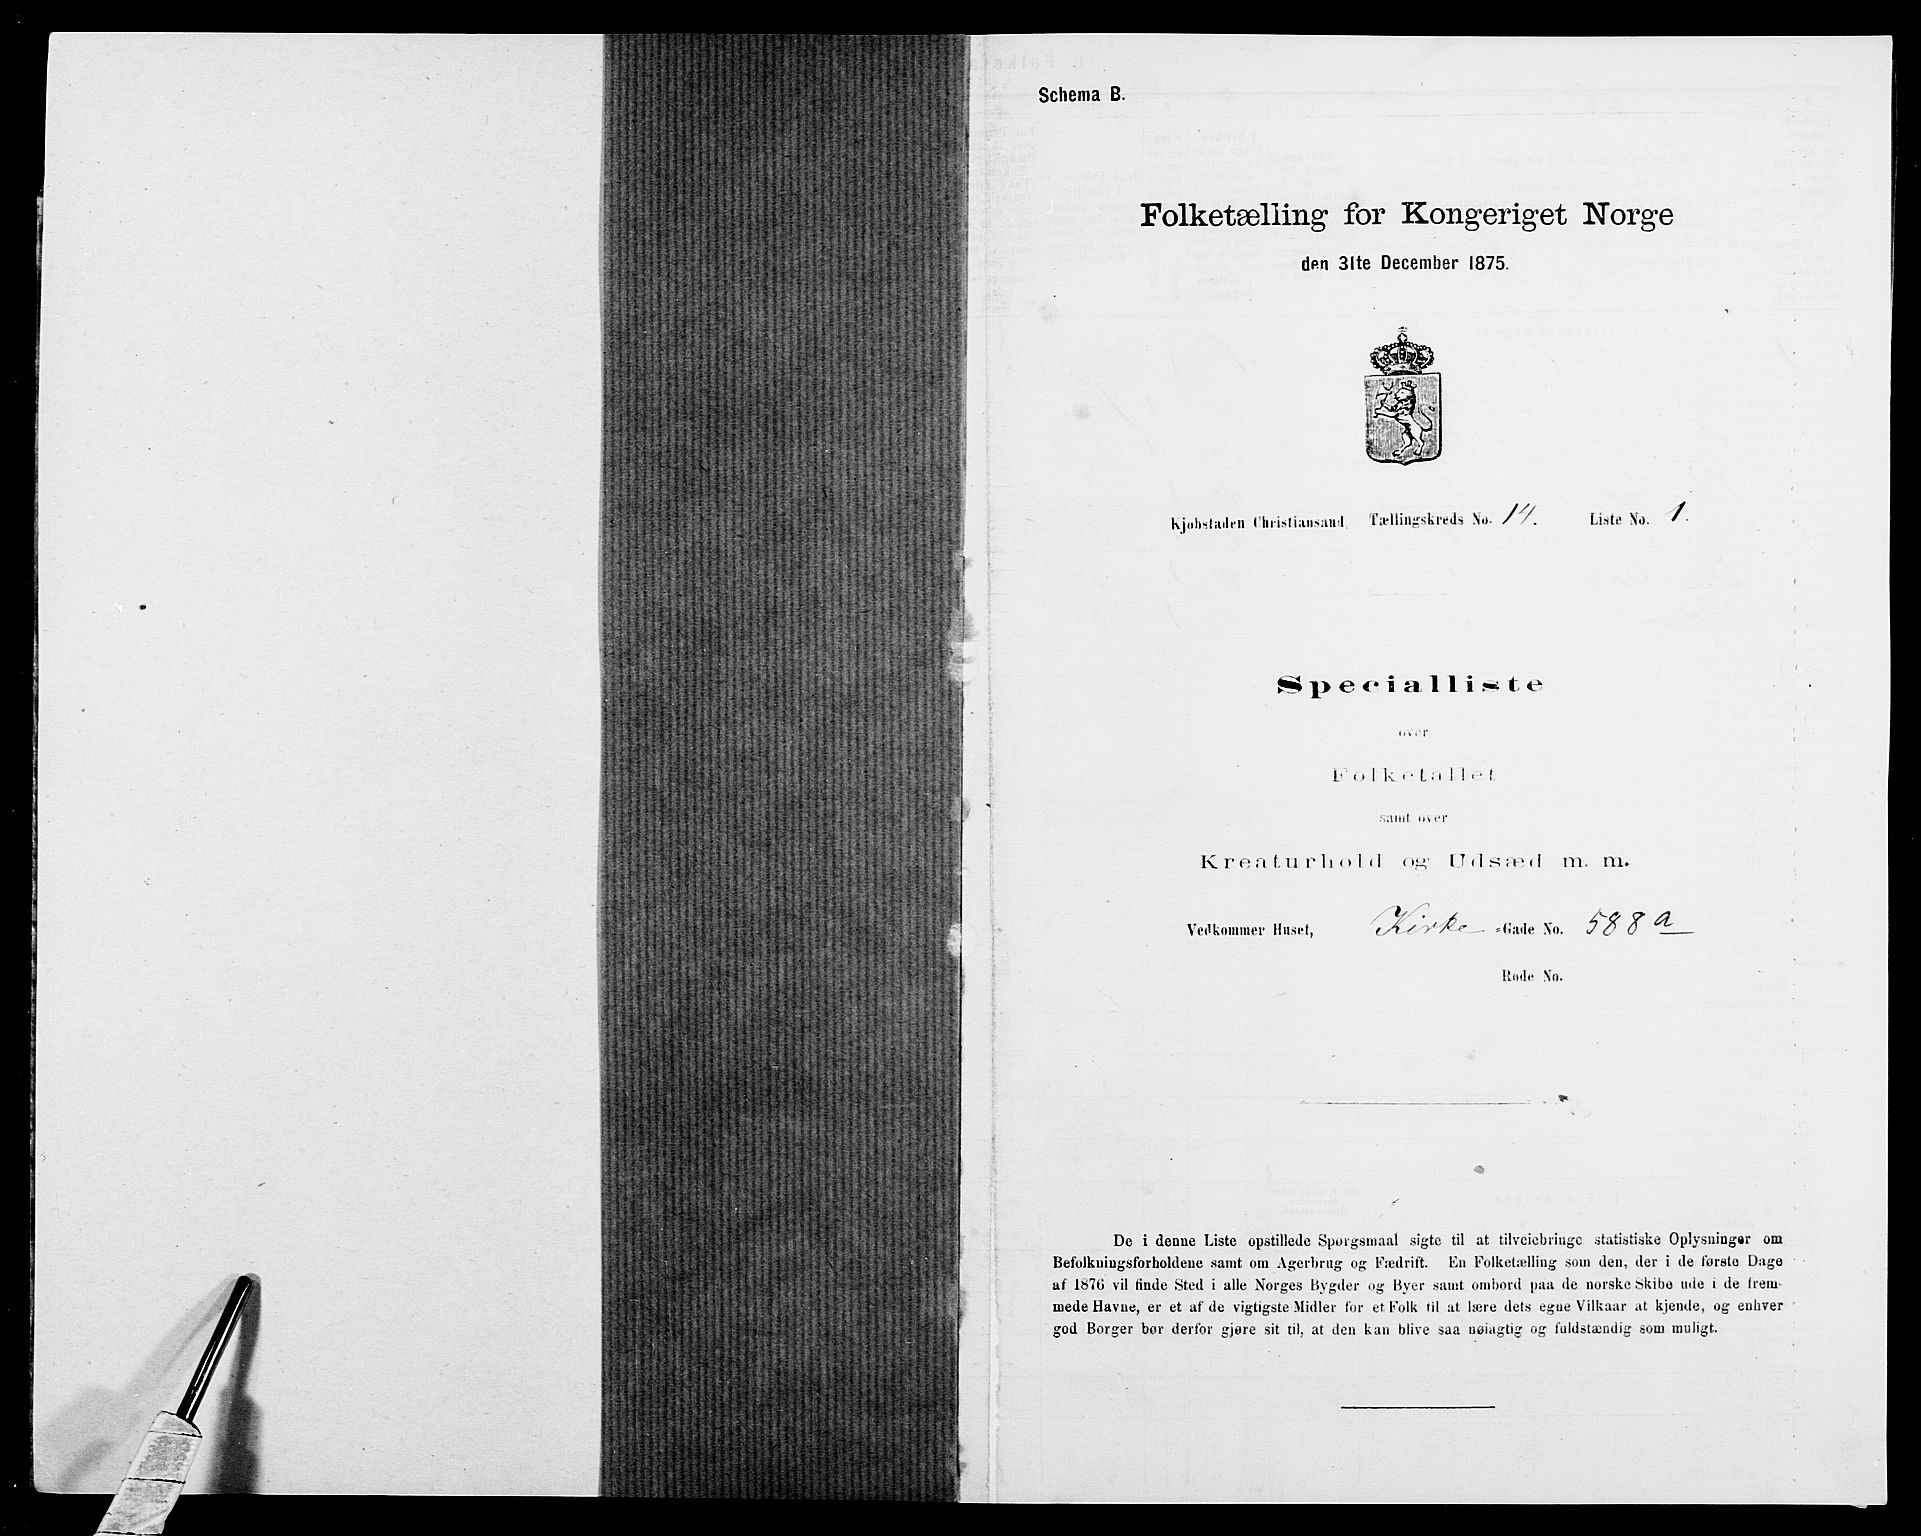 Schema B.
Folketælling for Kongeriget Norge
den 31te December 1875.
Kjøbstaden Christiansand, Tællingskreds No. 14. Liste No. 1.
Specialliste
over
Folketallet
samt over
Kreaturhold og Udsæd m. m.
Vedkommer Huset, Kirke-Gade No. 588a
Rode No.
De i denne Liste opstillede Spørgsmaal sigte til at tilveiebringe statistiske Oplysninger om
Befolkningsforholdene samt om Agerbrug og Fædrift. En Folketælling som den, der i de første Dage
af 1876 vil finde Sted i alle Norges Bygder og Byer samt ombord paa de norske Skibe ude i de frem-
mede Havne, er et af de vigtigste Midler for et Folk til at lære dets egne Vilkaar at kjende, og enhver
god Borger bør derfor gjøre sit til, at den kan blive saa nøiagtig og fuldstændig som muligt.